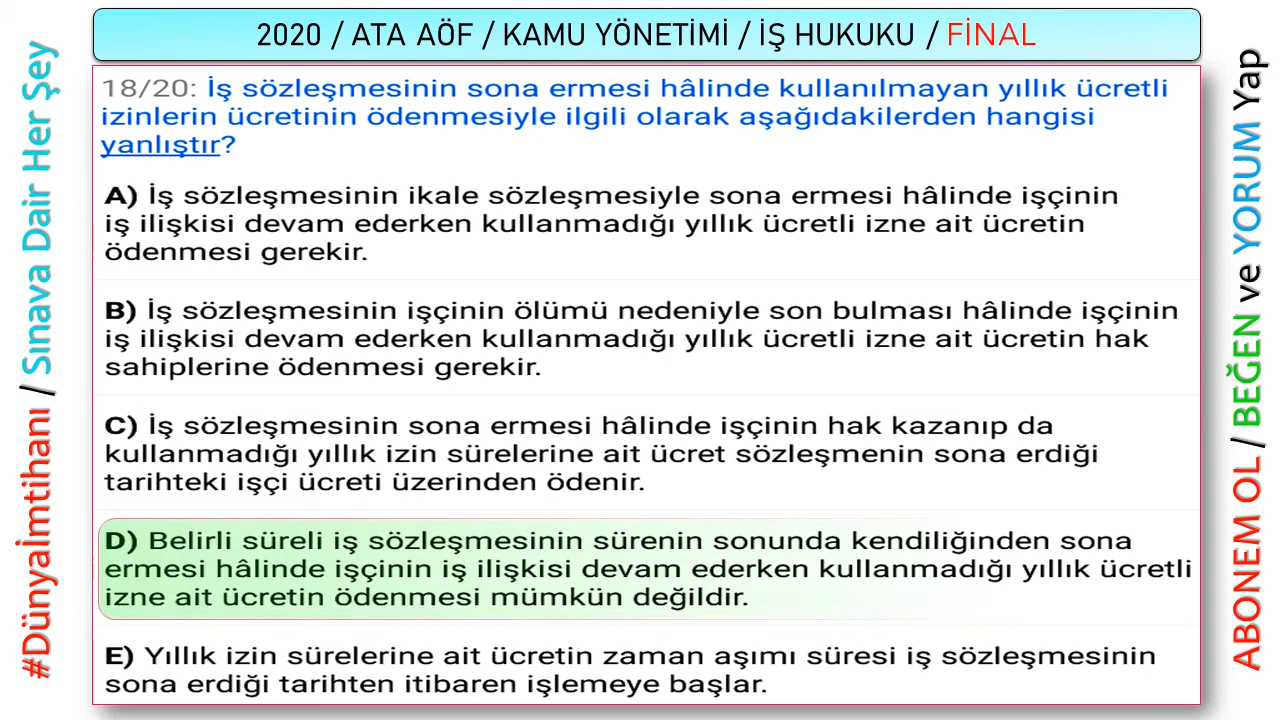 2020 / ATA AÖF / KAMU YÖNETİMİ / İŞ HUKUKU / FİNAL
#Dünyaİmtihanı / Sınava Dair Her Şey
18/20: İş sözleşmesinin sona ermesi hâlinde kullanılmayan yıllık ücretli
izinlerin ücretinin ödenmesiyle ilgili olarak aşağıdakilerden hangisi
yanlıştır?
A) İş sözleşmesinin ikale sözleşmesiyle sona ermesi hâlinde işçinin
iş ilişkisi devam ederken kullanmadığı yıllık ücretli izne ait ücretin
ödenmesi gerekir.
B) İş sözleşmesinin işçinin ölümü nedeniyle son bulması hâlinde işçinin
iş ilişkisi devam ederken kullanmadığı yıllık ücretli izne ait ücretin hak
sahiplerine ödenmesi gerekir.
C) İş sözleşmesinin sona ermesi hâlinde işçinin hak kazanıp da
kullanmadığı yıllık izin sürelerine ait ücret sözleşmenin sona erdiği
tarihteki işçi ücreti üzerinden ödenir.
D) Belirli süreli iş sözleşmesinin sürenin sonunda kendiliğinden sona
ermesi hâlinde işçinin iş ilişkisi devam ederken kullanmadığı yıllık ücretli
izne ait ücretin ödenmesi mümkün değildir.
E) Yıllık izin sürelerine ait ücretin zaman aşımı süresi iş sözleşmesinin
sona erdiği tarihten itibaren işlemeye başlar.
ABONEM OL / BEĞEN ve YORUM Yap